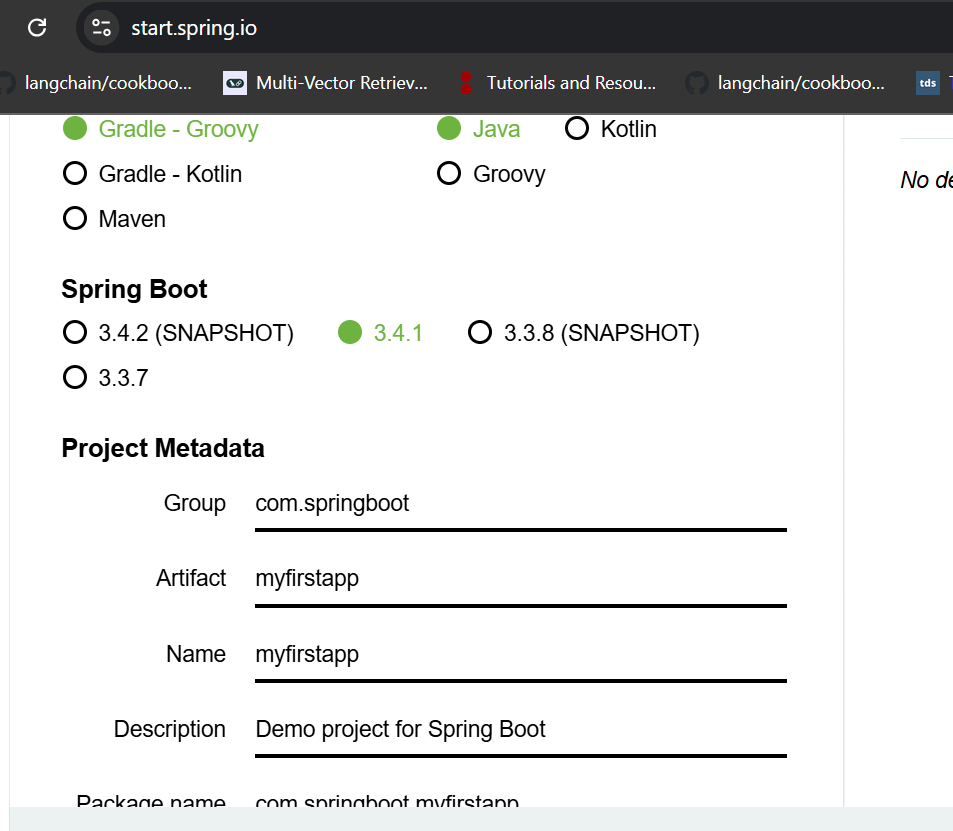 start.spring.io
langchain/cookboo... Multi-Vector Retriev... Tutorials and Resou... langchain/cookboo... tds
Gradle - Groovy Java Kotlin
Gradle - Kotlin Groovy
Maven
No de
Spring Boot
3.4.2 (SNAPSHOT) 3.4.1 3.3.8 (SNAPSHOT)
3.3.7
Project Metadata
Group com.springboot
Artifact myfirstapp
Name myfirstapp
Description Demo project for Spring Boot
Package name com.springboot.myfirstapp